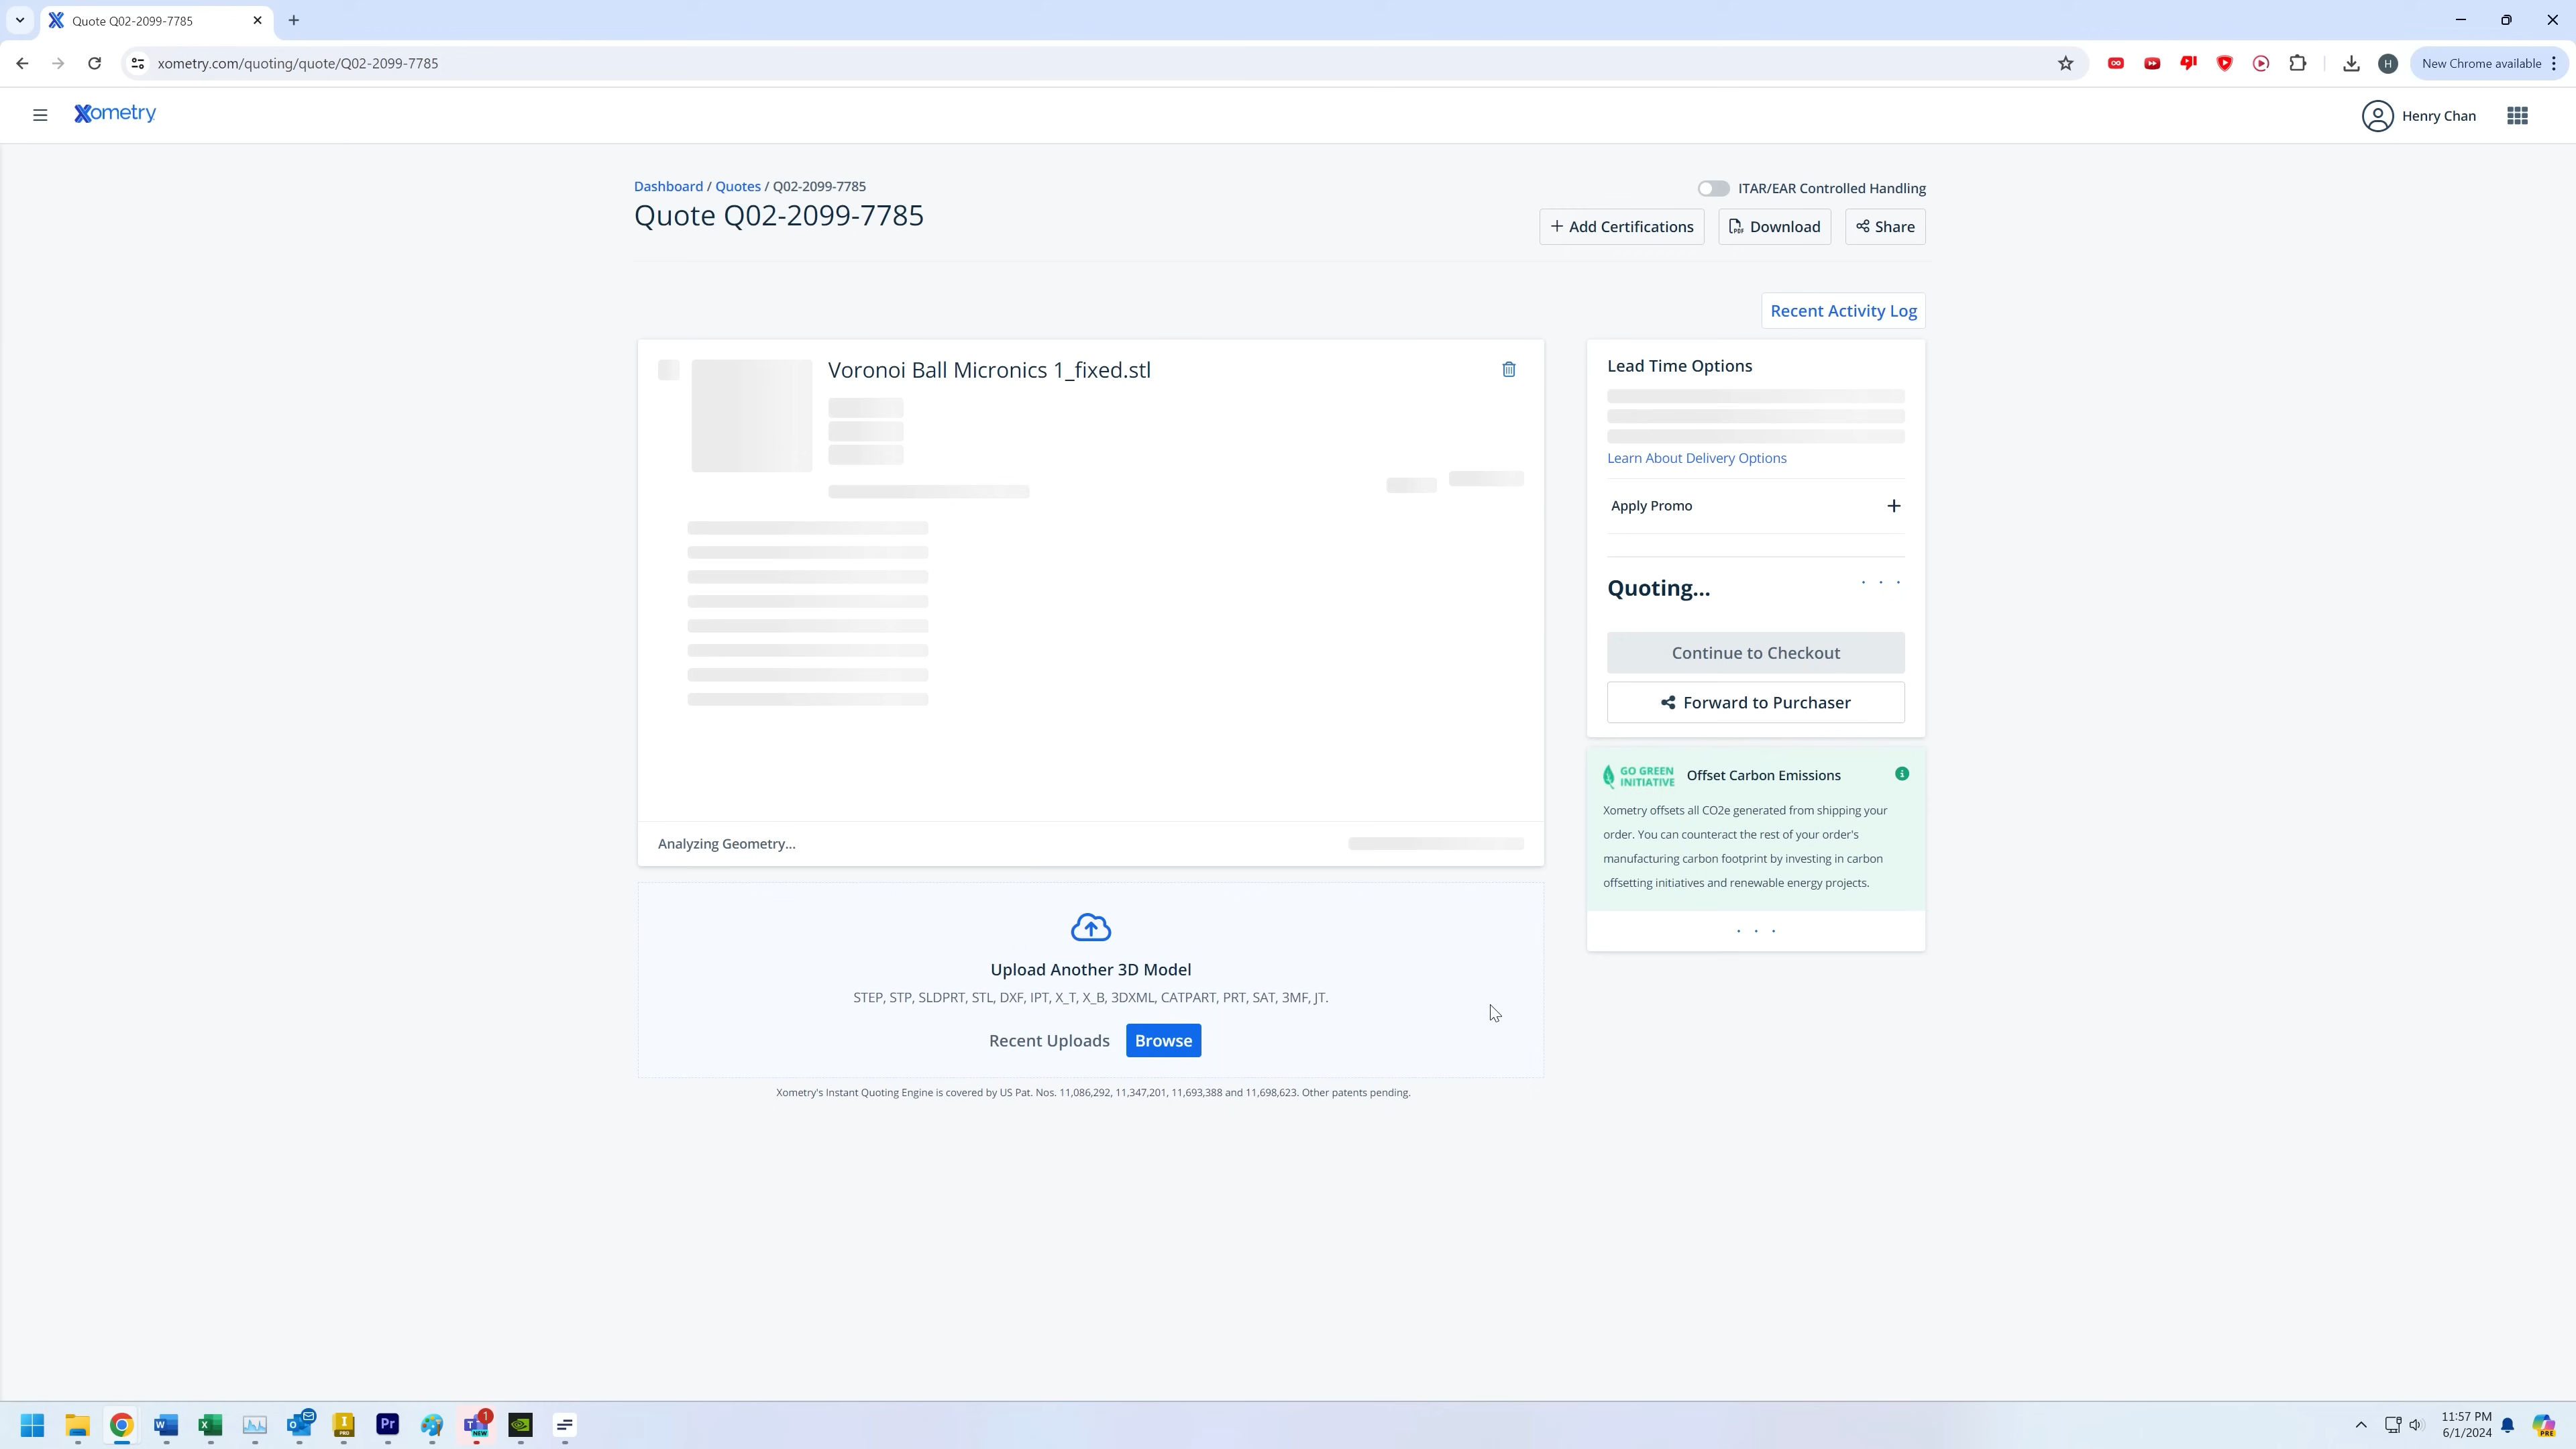 Quote Q02-2099-7785
xometry.com/quoting/quote/Q02-2099-7785
H
New Chrome available
Xometry
Henry Chan
Dashboard / Quotes / Q02-2099-7785
ITAR/EAR Controlled Handling
Quote Q02-2099-7785
Add Certifications
Download
Share
Recent Activity Log
Voronoi Ball Micronics 1_fixed.stl
Analyzing Geometry...
Upload Another 3D Model
STEP, STP, SLDPRT, STL, DXF, IPT, X_T, X_B, 3DXML, CATPART, PRT, SAT, 3MF, JT.
Recent Uploads
Browse
Xometry's Instant Quoting Engine is covered by US Pat. Nos. 11,086,292, 11,347,201, 11,693,388 and 11,698,623. Other patents pending.
Lead Time Options
Learn About Delivery Options
Apply Promo
Quoting...
Continue to Checkout
Forward to Purchaser
GO GREEN
INITIATIVE
Offset Carbon Emissions
Xometry offsets all CO2e generated from shipping your
order. You can counteract the rest of your order's
manufacturing carbon footprint by investing in carbon
offsetting initiatives and renewable energy projects.
W
X
O
I
PRO
Pr
T
1
NEW
11:57 PM
6/1/2024
PRE